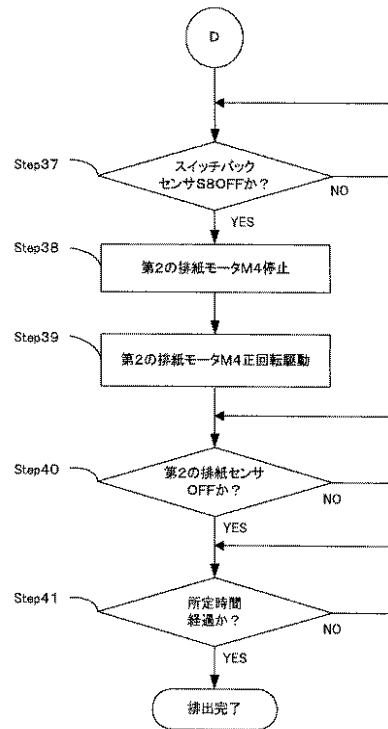 D
Step37
スイッチバック
センサS8OFFか?
NO
YES
Step38
第2の排紙モータM4停止
Step39
第2の排紙モータM4正回転駆動
Step40
第2の排紙センサ
OFFか?
NO
YES
Step41
所定時間
経過か?
NO
YES
排出完了